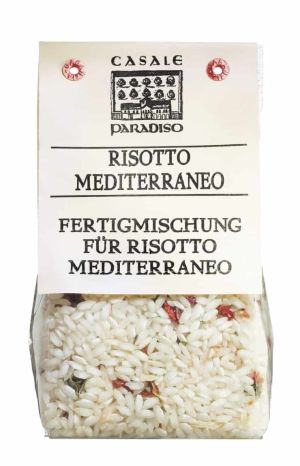 CASALE
PARADISO
RISOTTO
MEDITERRANEO
FERTIGMISCHUNG
FÜR RISOTTO
MEDITERRANEO